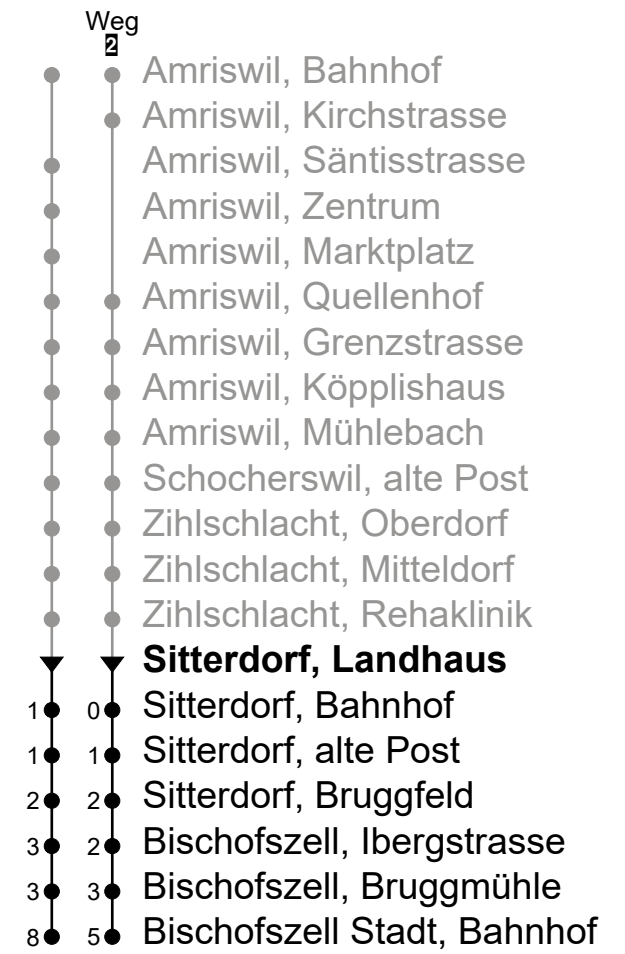 Weg
2
Amriswil, Bahnhof
Amriswil, Kirchstrasse
Amriswil, Säntisstrasse
Amriswil, Zentrum
Amriswil, Marktplatz
Amriswil, Quellenhof
Amriswil, Grenzstrasse
Amriswil, Köpplishaus
Amriswil, Mühlebach
Schocherswil, alte Post
Zihlschlacht, Oberdorf
Zihlschlacht, Mitteldorf
Zihlschlacht, Rehaklinik
Sitterdorf, Landhaus
1 0 Sitterdorf, Bahnhof
1 1 Sitterdorf, alte Post
2 2 Sitterdorf, Bruggfeld
3 2 Bischofszell, Ibergstrasse
3 3 Bischofszell, Bruggmühle
8 5 Bischofszell Stadt, Bahnhof